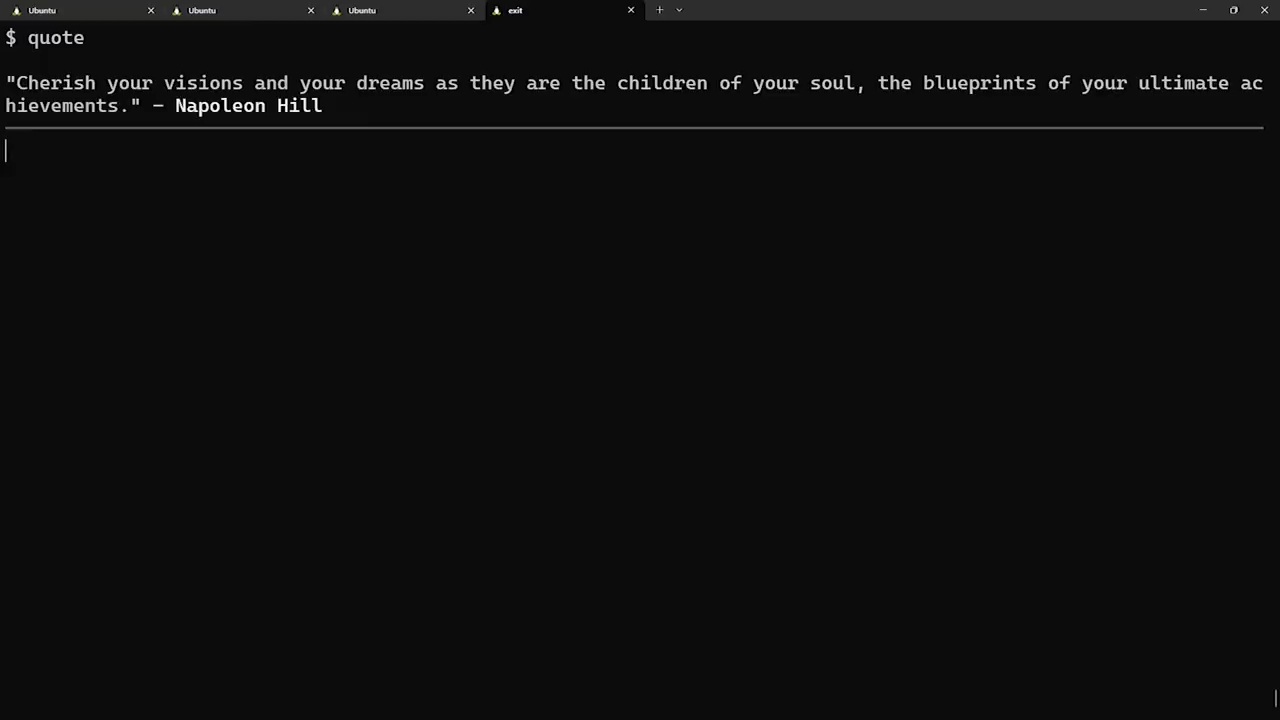 Ubuntu Ubuntu Ubuntu exit
$ quote
"Cherish your visions and your dreams as they are the children of your soul, the blueprints of your ultimate ac
hievements." — Napoleon Hill